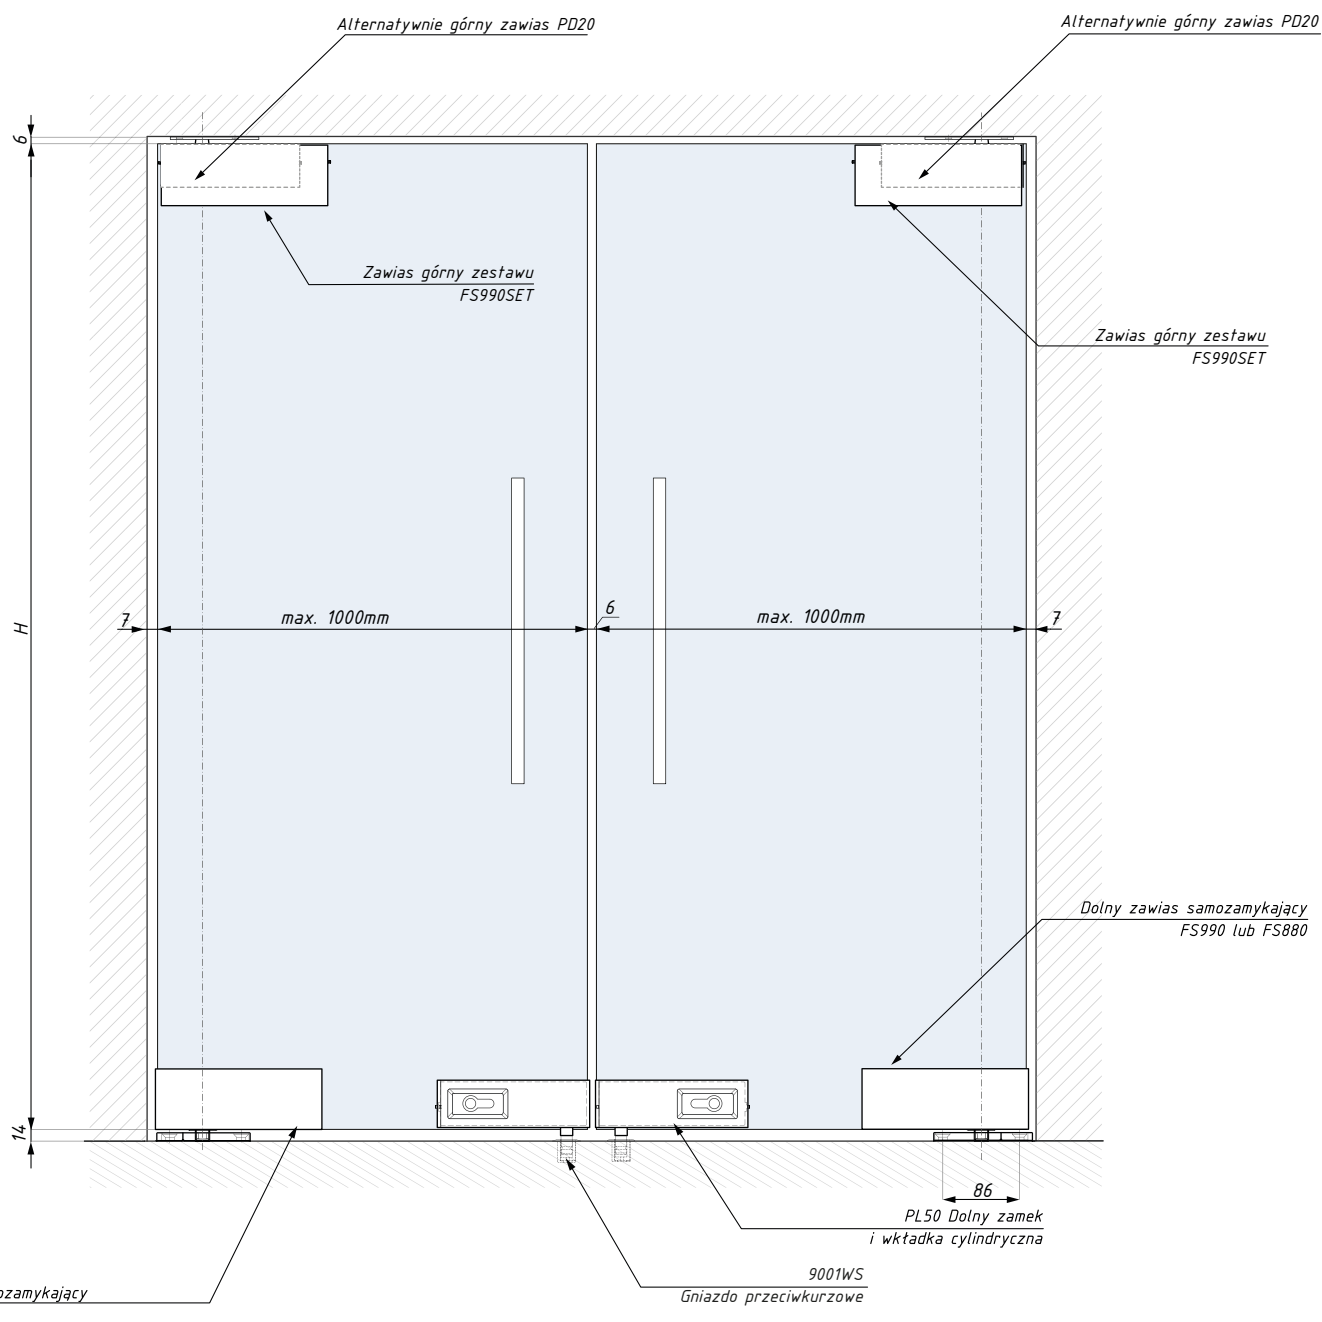 Alternatywnie górny zawias PD20
Alternatywnie górny zawias PD20
6
Zawias górny zestawu
FS990SET
Zawias górny zestawu
FS990SET
H
7
max. 1000mm
6
max. 1000mm
7
Dolny zawias samozamykający
FS990 lub FS880
14
86
PL50 Dolny zamek
i wkładka cylindryczna
9001WS
Gniazdo przeciwkurzowe
ozamykający